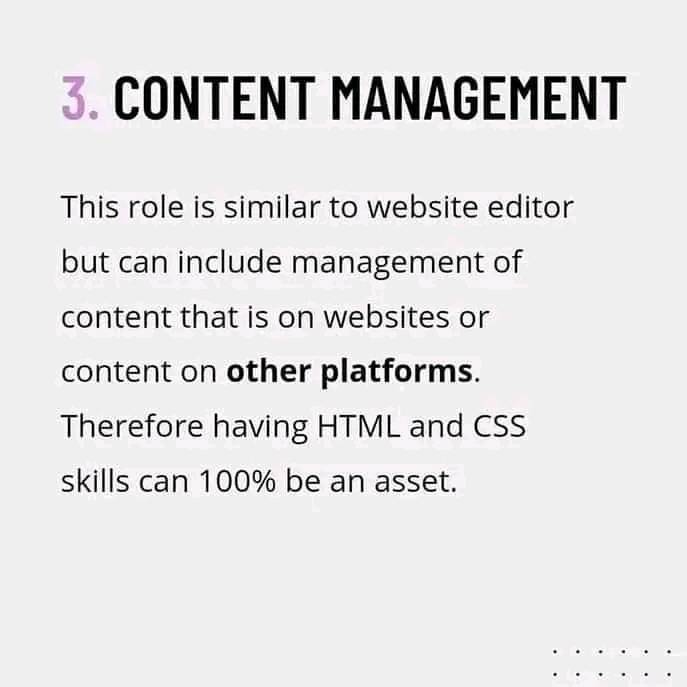 3. CONTENT MANAGEMENT
This role is similar to website editor
but can include management of
content that is on websites or
content on other platforms.
Therefore having HTML and CSS
skills can 100% be an asset.